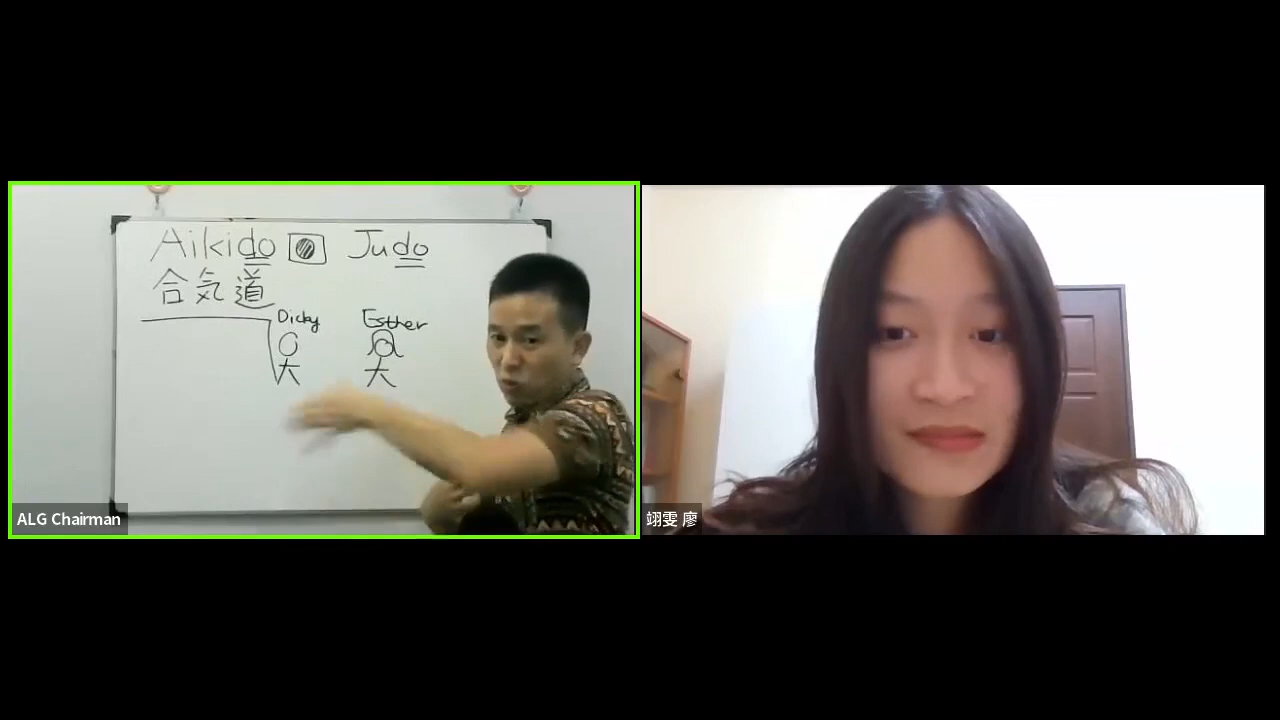 Aikido Judo
合気道
Dicky Esther
ALG Chairman
翊雯 廖